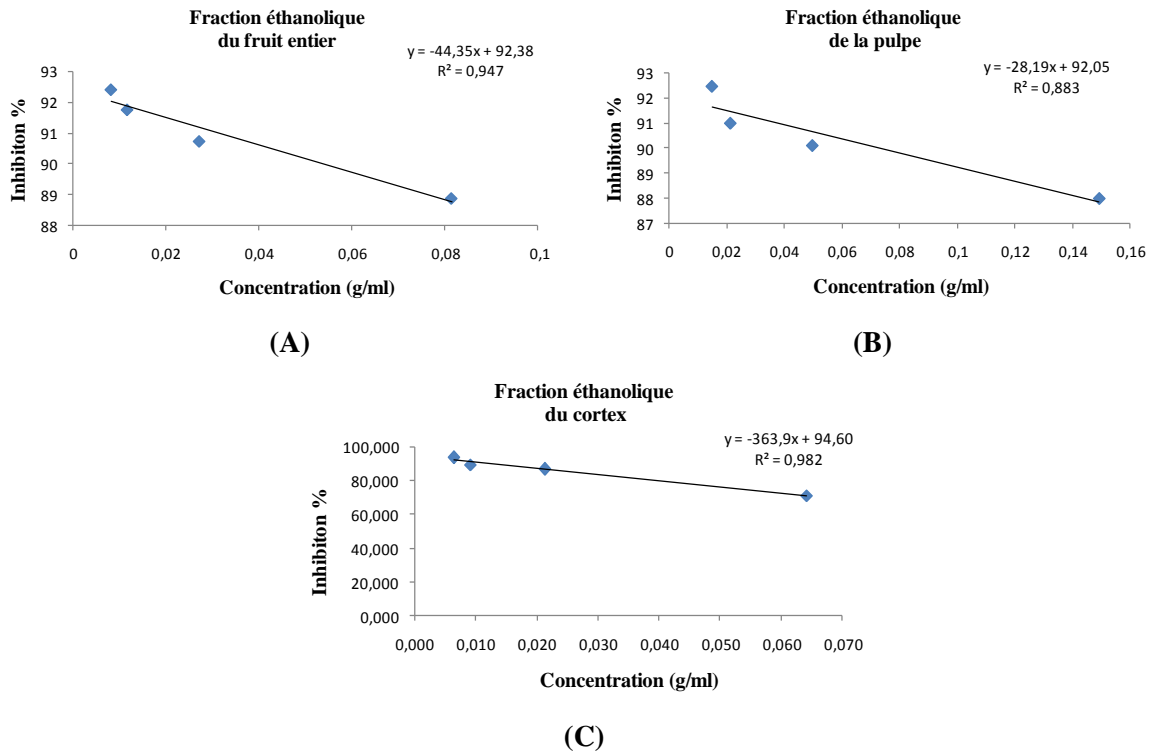 Fraction éthanolique
du fruit entier
y = -44,35x + 92,38
R² = 0,947
93
92
91
90
89
88
Inhibiton %
0 0,02 0,04 0,06 0,08 0,1
Concentration (g/ml)
(A)
Fraction éthanolique
de la pulpe
y = -28,19x + 92,05
R² = 0,883
93
92
91
90
89
88
87
Inhibiton %
0 0,02 0,04 0,06 0,08 0,1 0,12 0,14 0,16
Concentration (g/ml)
(B)
Fraction éthanolique
du cortex
y = -363,9x + 94,60
R² = 0,982
100,000
80,000
60,000
40,000
20,000
0,000
Inhibiton %
0,000 0,010 0,020 0,030 0,040 0,050 0,060 0,070
Concentration (g/ml)
(C)